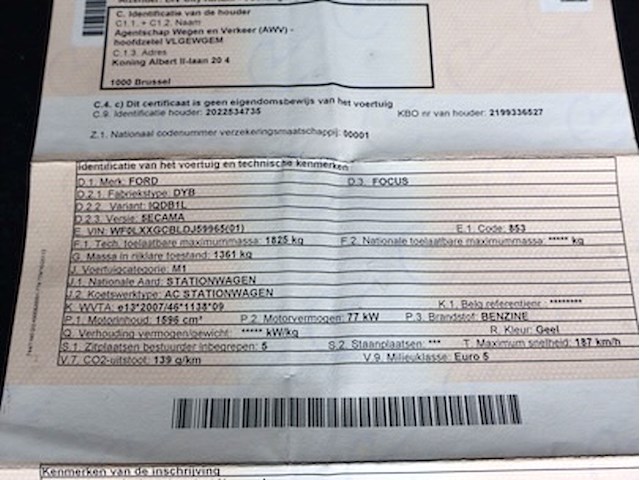 C. Identificatie van de houder
C1.1. + C1.2. Naam
Agentschap Wegen en Verkeer (AWV) -
hoofdzetel VLGEWGEM
C.1.3. Adres
Koning Albert II-laan 20 4
1000 Brussel
C.4. c) Dit certificaat is geen eigendomsbewijs van het voertuig
C.9. Identificatie houder: 2022534735 KBO nr van houder: 2199336527
Z.1. Nationaal codenummer verzekeringsmaatschappij: 00001
Identificatie van het voertuig en technische kenmerken
D.1. Merk: FORD D.3. FOCUS
D.2.1. Fabriekstype: DYB
D.2.2. Variant: IQDB1L
D.2.3. Versie: 5ECAMA
E. VIN: WF0LXXGCBLDJ59965(01) E.1. Code: 853
F.1. Tech. toelaatbare maximummassa: 1825 kg F.2. Nationale toelaatbare maximummassa: ***** kg
G. Massa in rijklare toestand: 1361 kg
J. Voertuigcategorie: M1
J.1. Nationale Aard: STATIONWAGEN
J.2. Koetswerktype: AC STATIONWAGEN
K. WVTA: e13*2007/46*1138*09 K.1. Belg.referentienr.: ********
P.1. Motorinhoud: 1596 cm³ P.2. Motorvermogen: 77 kW P.3. Brandstof: BENZINE
Q. Verhouding vermogen/gewicht: ***** kW/kg R. Kleur: Geel
S.1. Zitplaatsen bestuurder inbegrepen: 5 S.2. Staanplaatsen: *** T. Maximum snelheid: 187 km/h
V.7. CO2-uitstoot: 139 g/km V.9. Milieuklasse: Euro 5
Kenmerken van de inschrijving